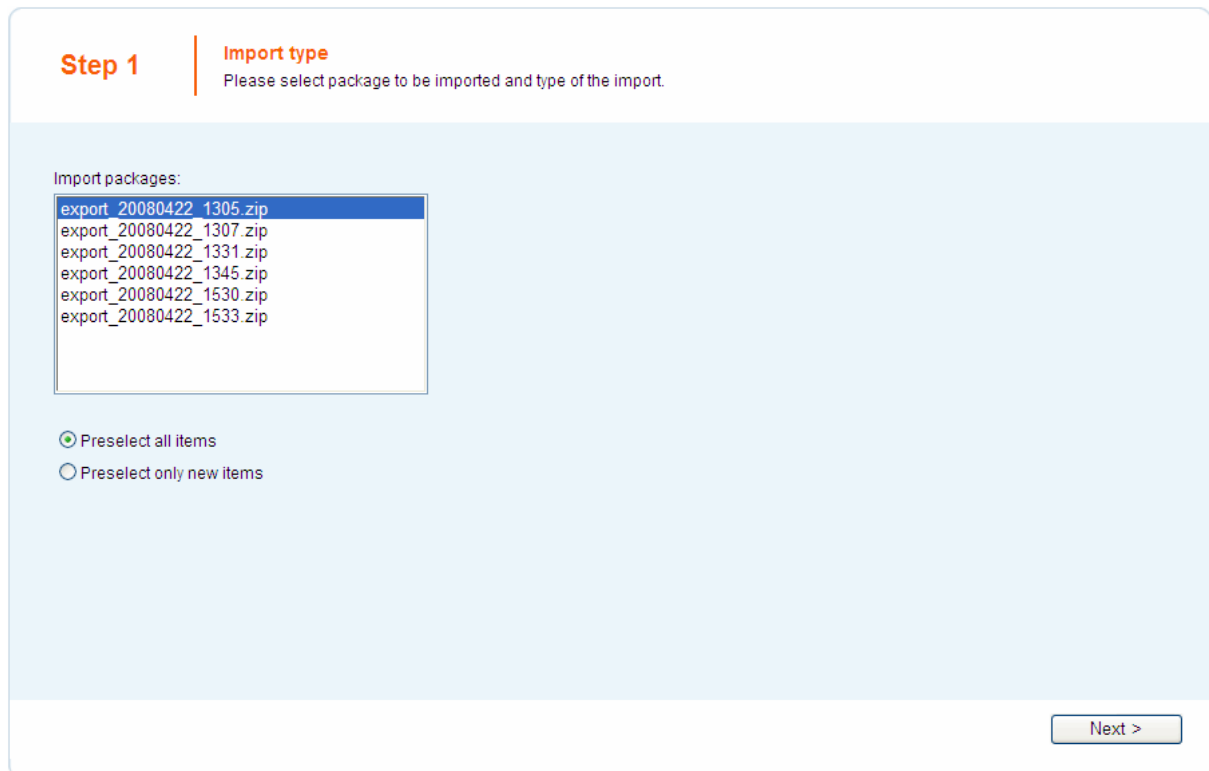 Step 1
Import type
Please select package to be imported and type of the import.
Import packages:
export_20080422_1305.zip
export_20080422_1307.zip
export_20080422_1331.zip
export_20080422_1345.zip
export_20080422_1530.zip
export_20080422_1533.zip
Preselect all items
Preselect only new items
Next >